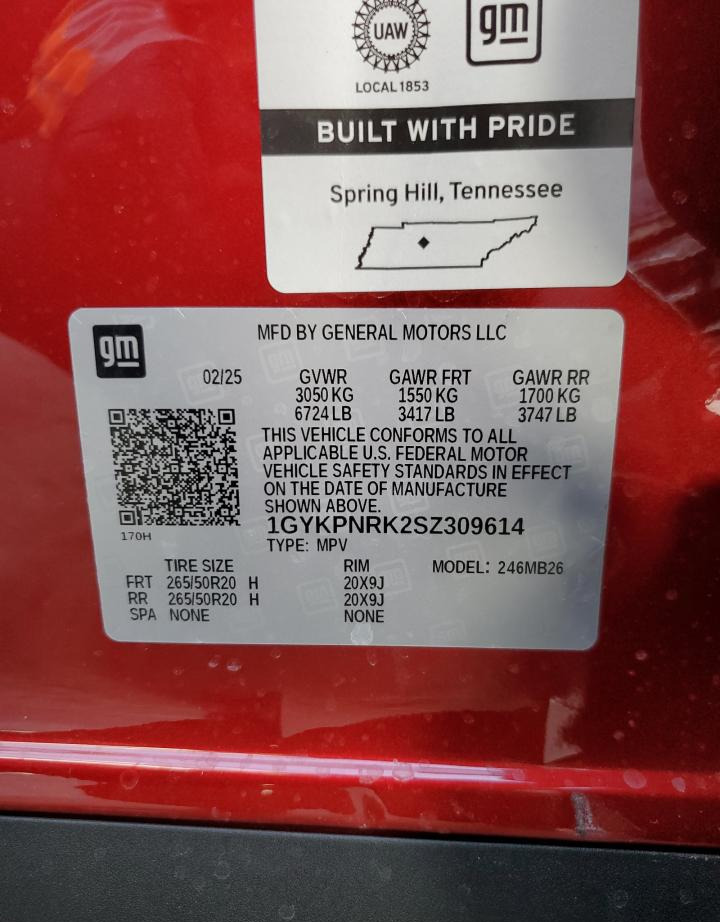 UAW
gm
LOCAL 1853
BUILT WITH PRIDE
Spring Hill, Tennessee
gm
MFD BY GENERAL MOTORS LLC
02/25 GVWR GAWR FRT GAWR RR
3050 KG 1550 KG 1700 KG
6724 LB 3417 LB 3747 LB
THIS VEHICLE CONFORMS TO ALL
APPLICABLE U.S. FEDERAL MOTOR
VEHICLE SAFETY STANDARDS IN EFFECT
ON THE DATE OF MANUFACTURE
SHOWN ABOVE.
1GYKPNRK2SZ309614
170H
TYPE: MPV
TIRE SIZE RIM MODEL: 246MB26
FRT 265/50R20 H 20X9J
RR 265/50R20 H 20X9J
SPA NONE NONE